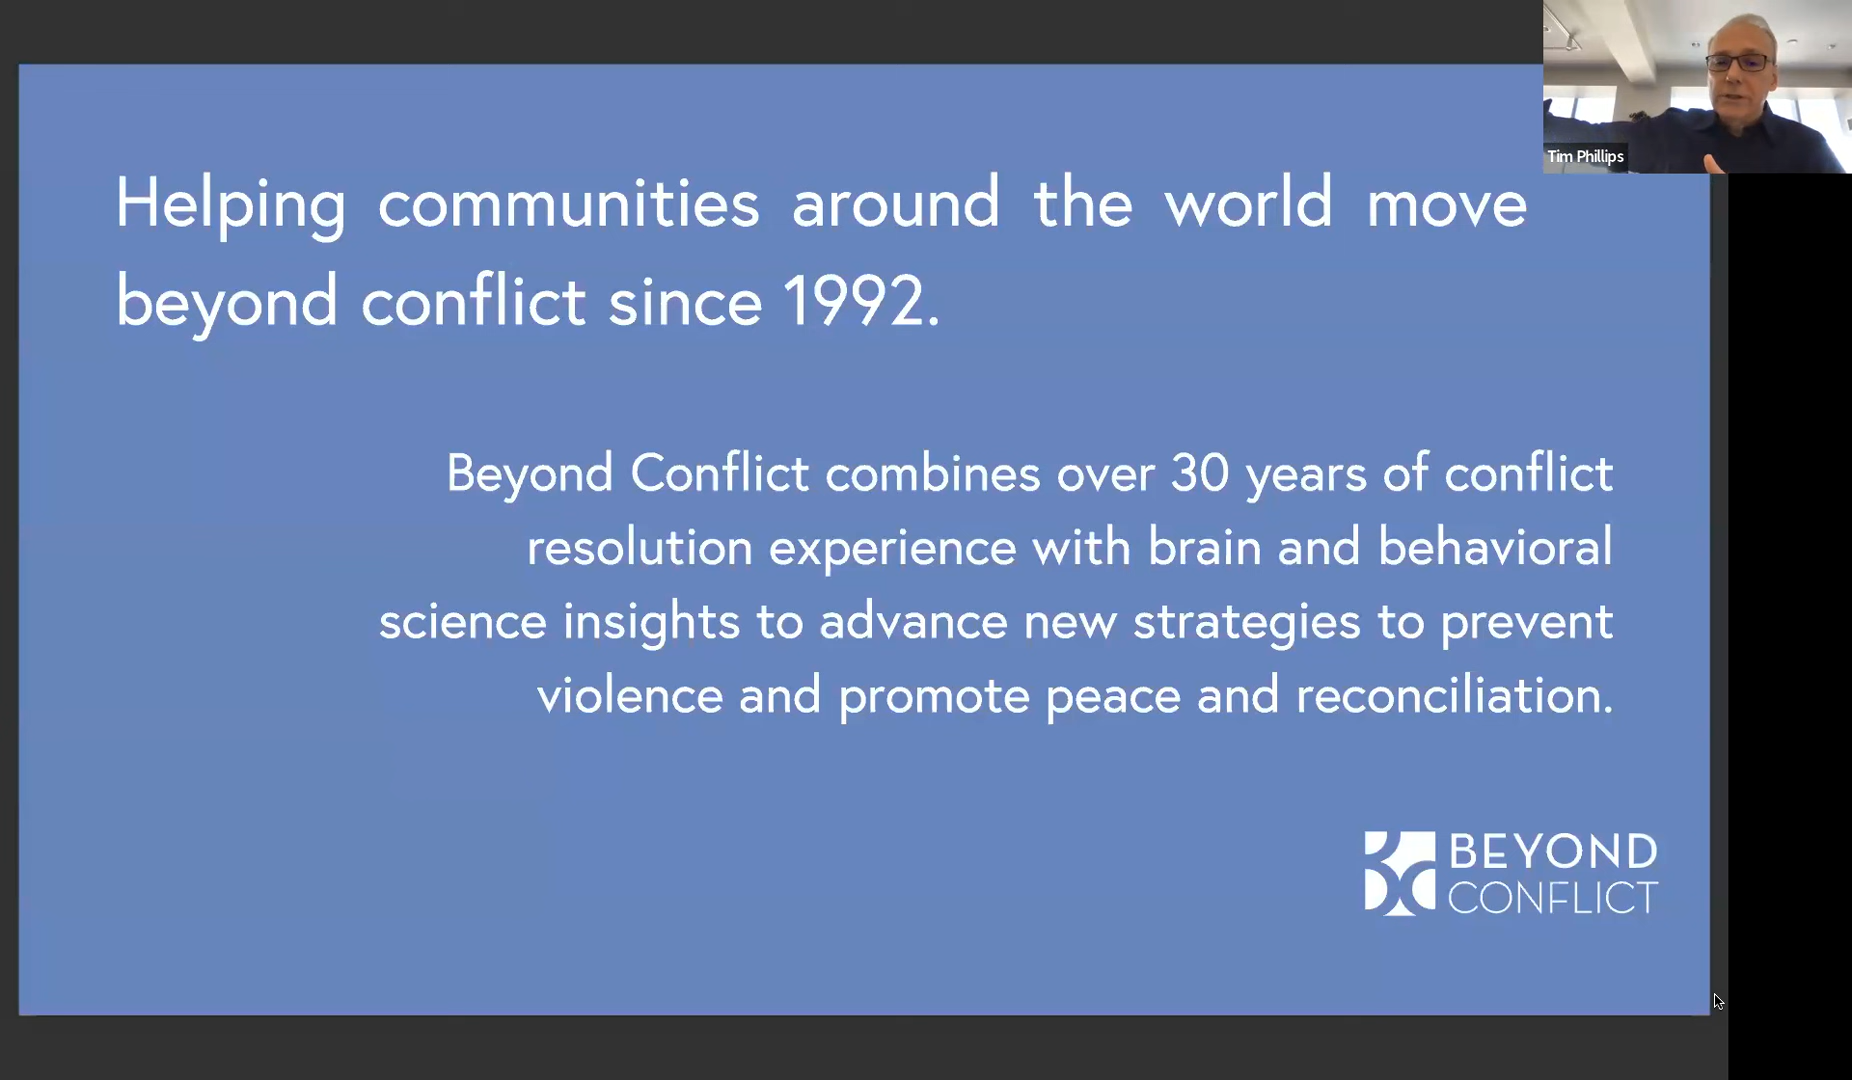 Helping communities around the world move
beyond conflict since 1992.
Beyond Conflict combines over 30 years of conflict
resolution experience with brain and behavioral
science insights to advance new strategies to prevent
violence and promote peace and reconciliation.
BEYOND
CONFLICT
Tim Phillips